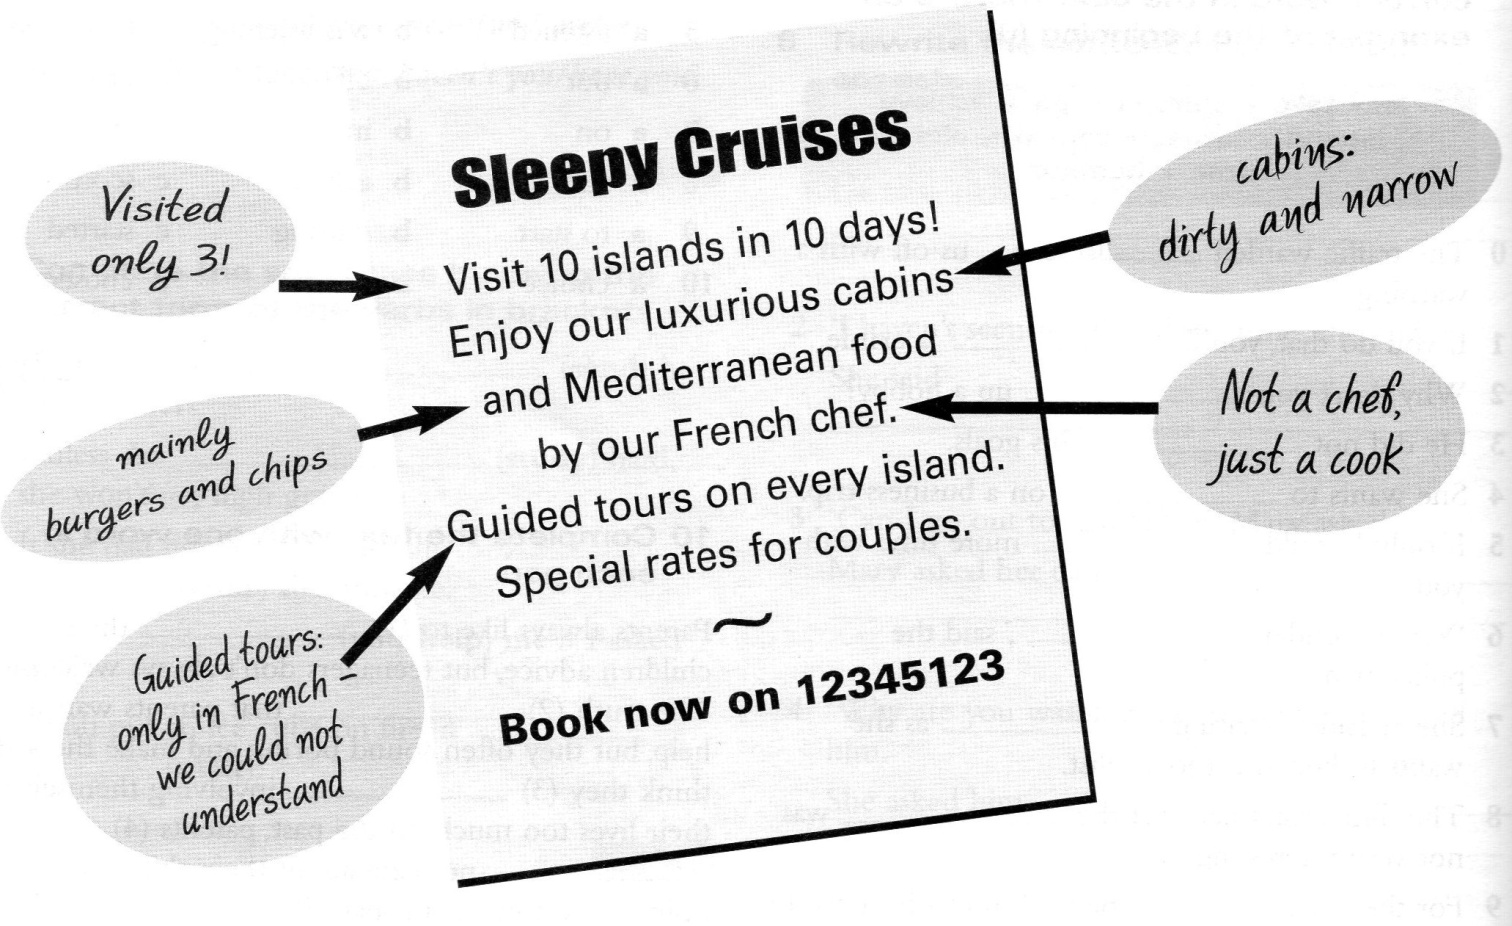 Sleepy Cruises
Visit 10 islands in 10 days!
Enjoy our luxurious cabins
and Mediterranean food
by our French chef.
Guided tours on every island.
Special rates for couples.
~
Book now on 12345123
Visited
only 3!
mainly
burgers and chips
Guided tours:
only in French –
we could not
understand
cabins:
dirty and narrow
Not a chef,
just a cook